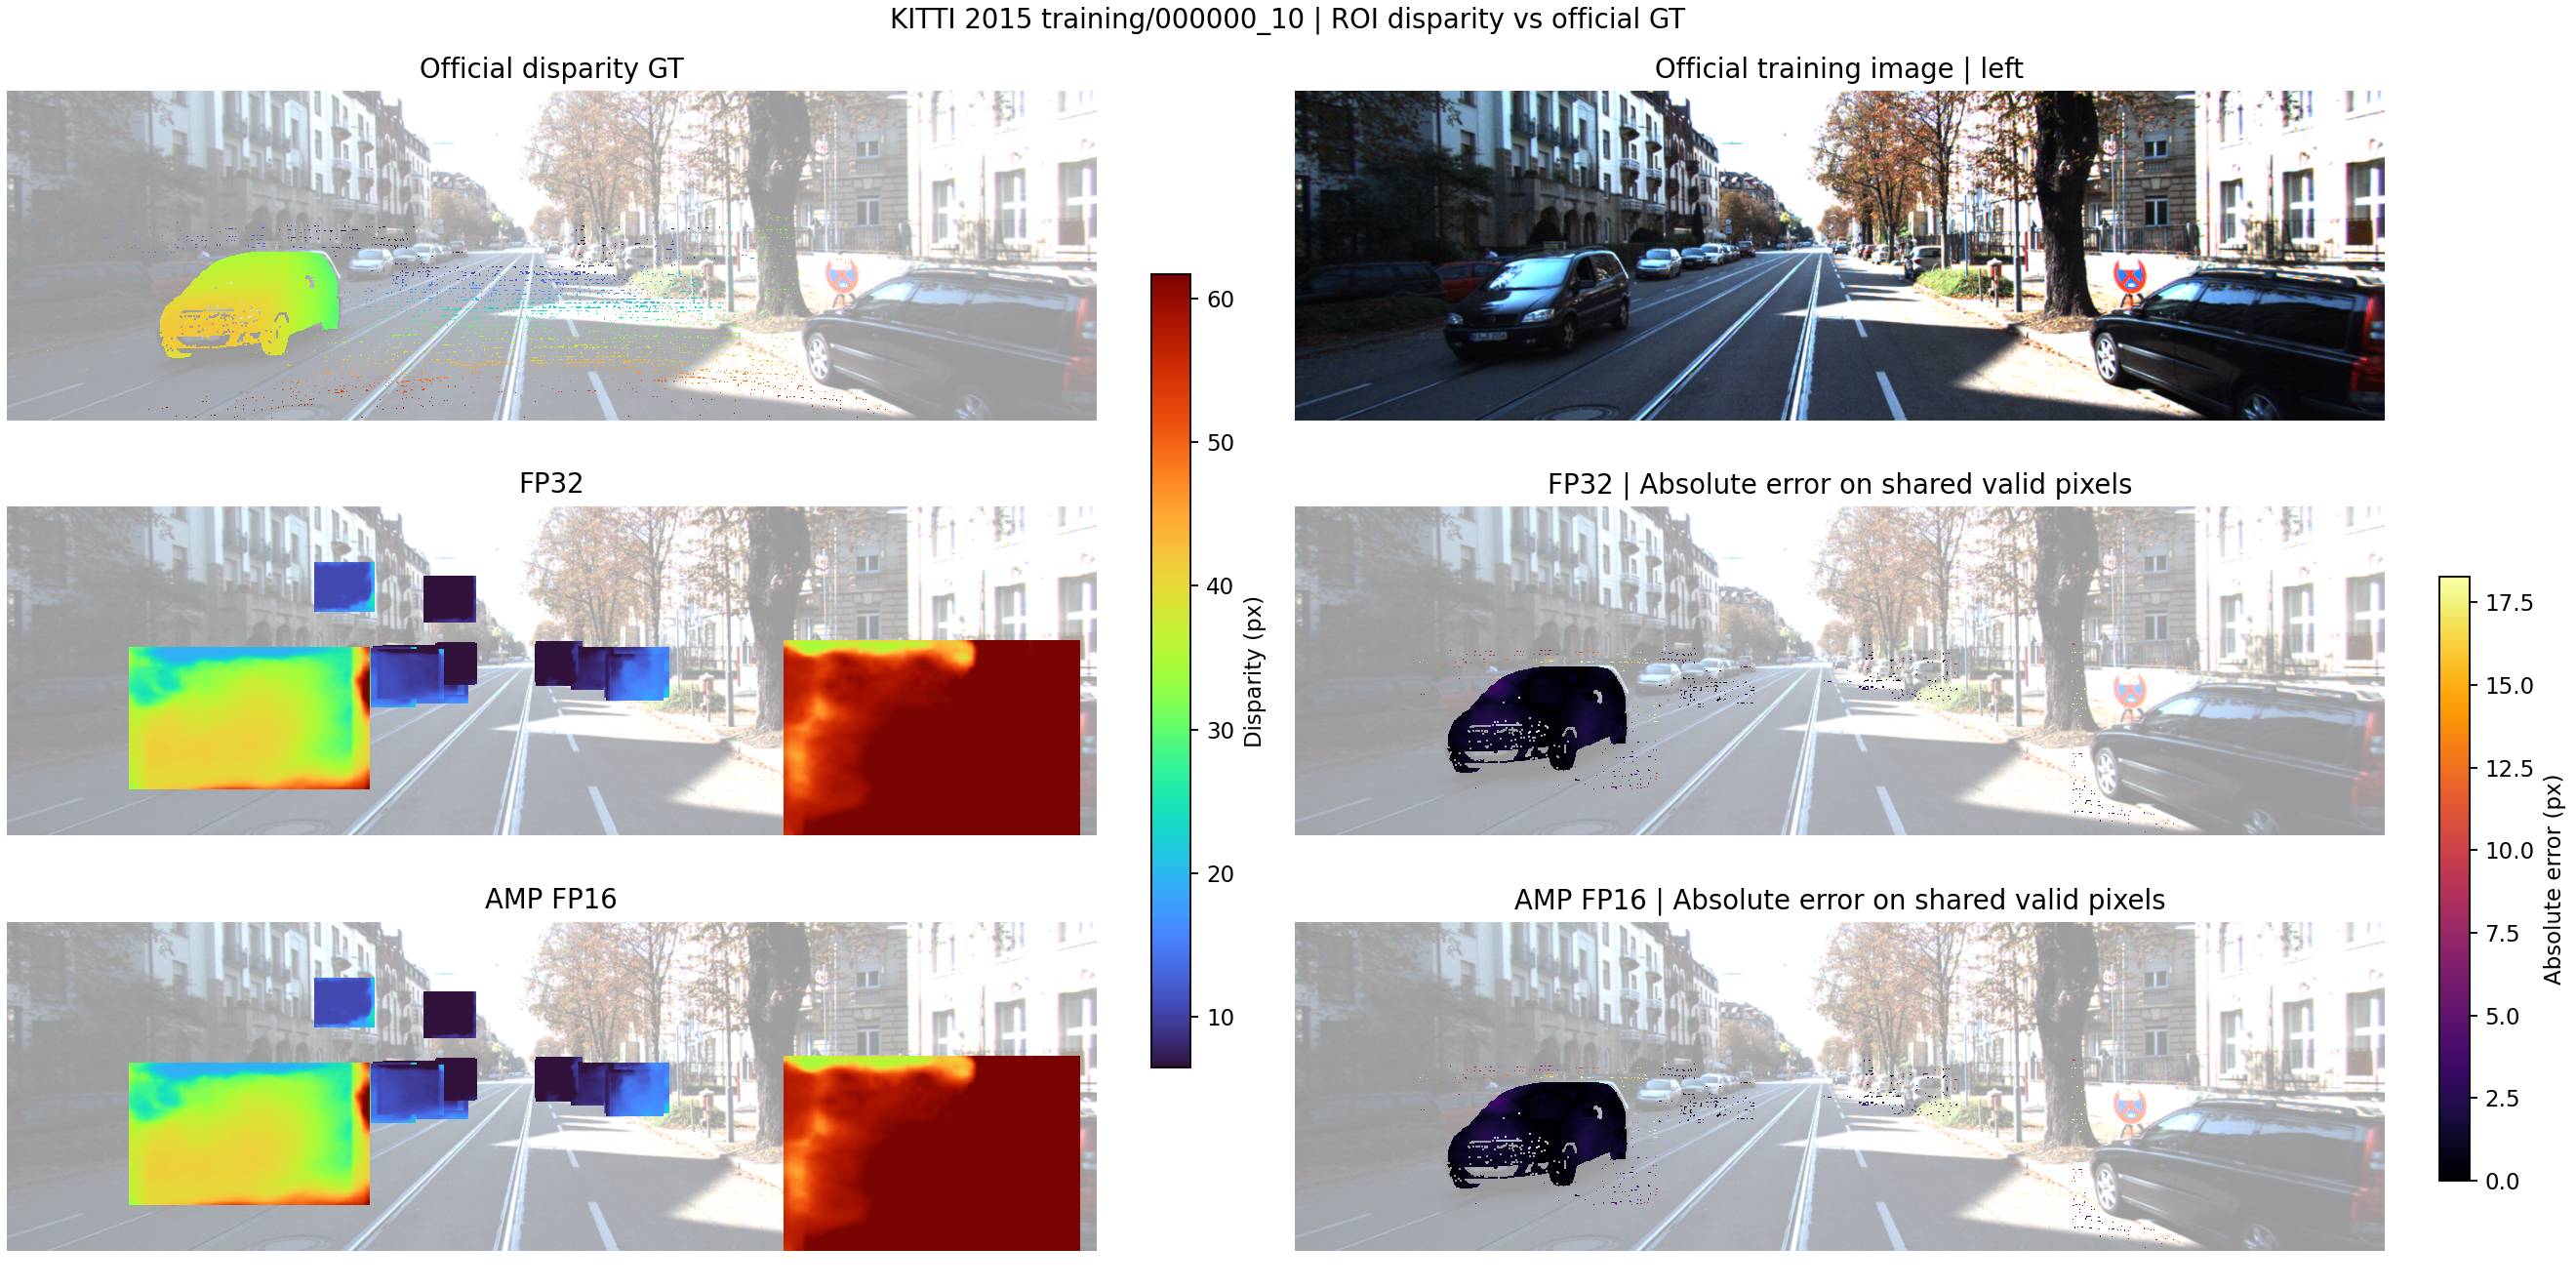 KITTI 2015 training/000000_10 | ROI disparity vs official GT
Official disparity GT
Official training image | left
FP32
FP32 | Absolute error on shared valid pixels
AMP FP16
AMP FP16 | Absolute error on shared valid pixels
60
50
40
30
20
10
Disparity (px)
17.5
15.0
12.5
10.0
7.5
5.0
2.5
0.0
Absolute error (px)